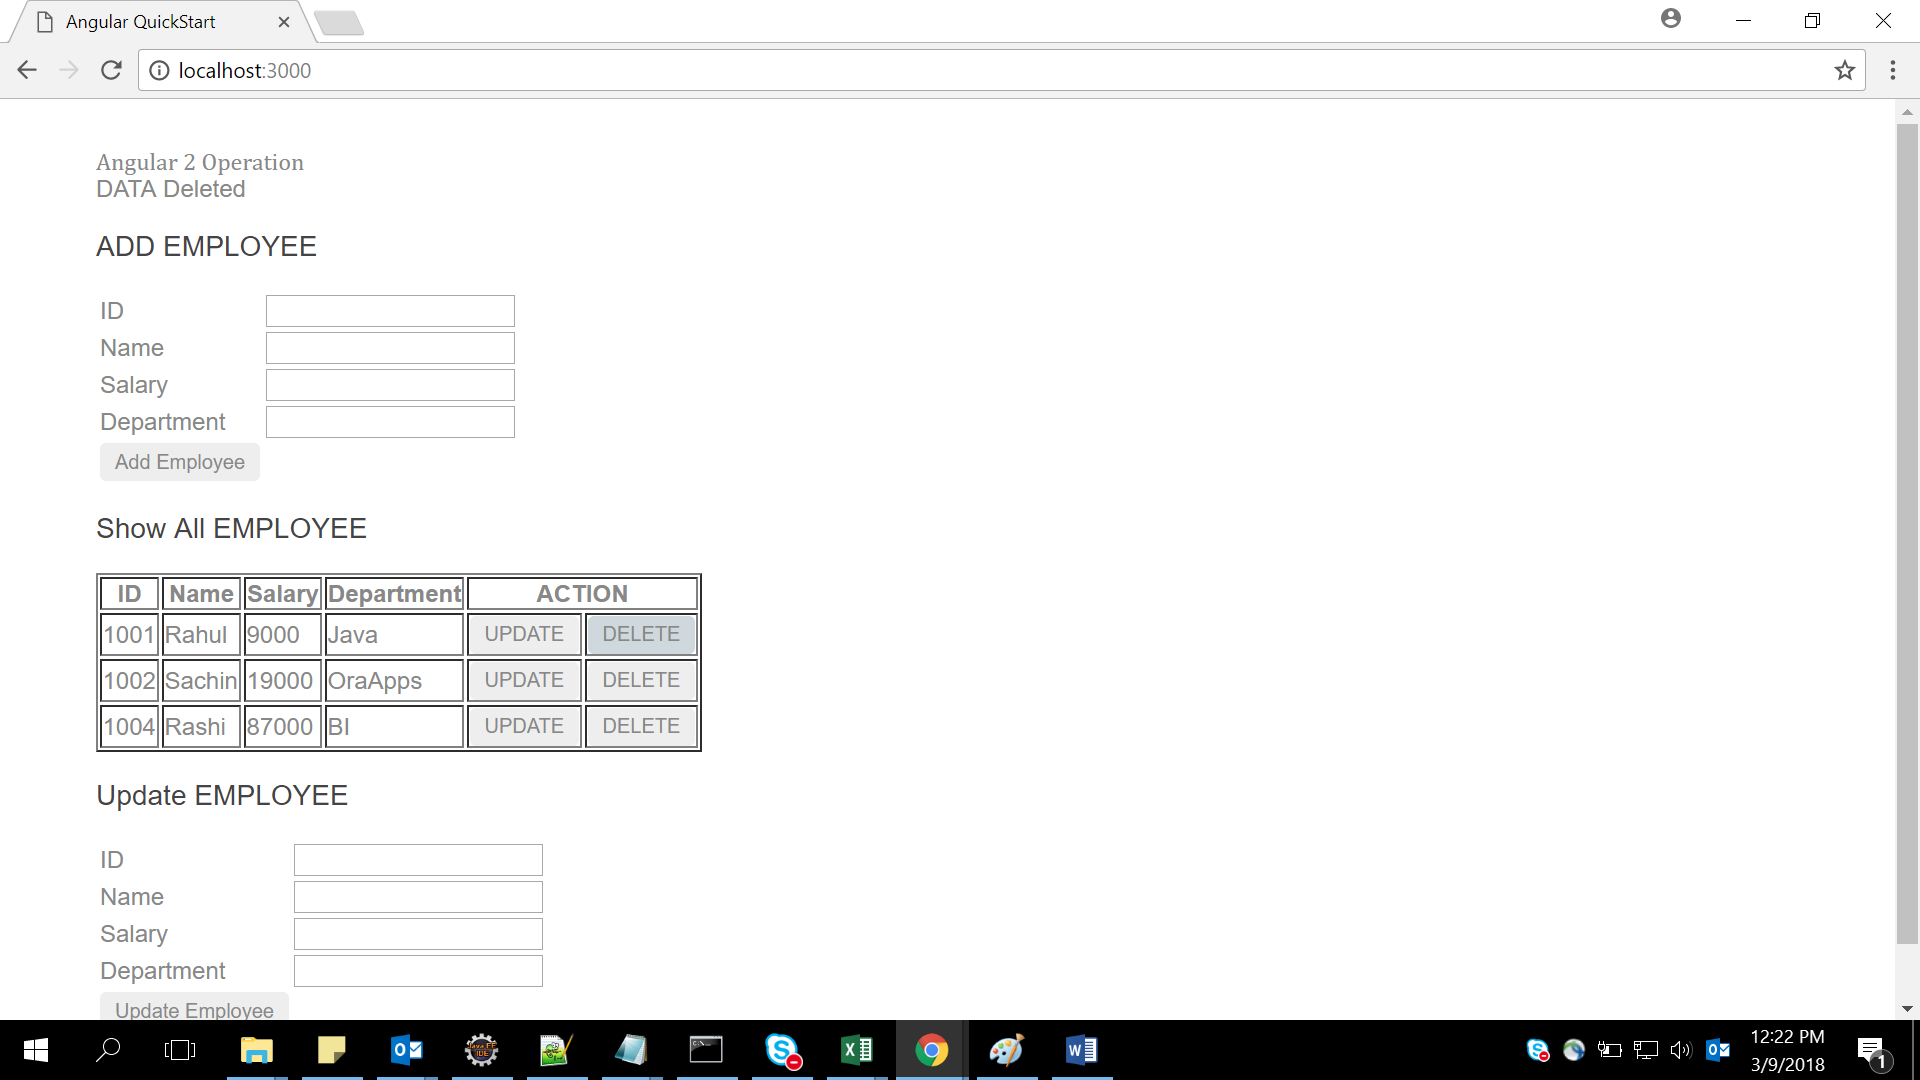 Angular QuickStart
localhost:3000
Angular 2 Operation
DATA Deleted
ADD EMPLOYEE
ID
Name
Salary
Department
Add Employee
Show All EMPLOYEE
ID Name Salary Department ACTION
1001 Rahul 9000 Java UPDATE DELETE
1002 Sachin 19000 OraApps UPDATE DELETE
1004 Rashi 87000 BI UPDATE DELETE
Update EMPLOYEE
ID
Name
Salary
Department
Update Employee
12:22 PM
3/9/2018
1